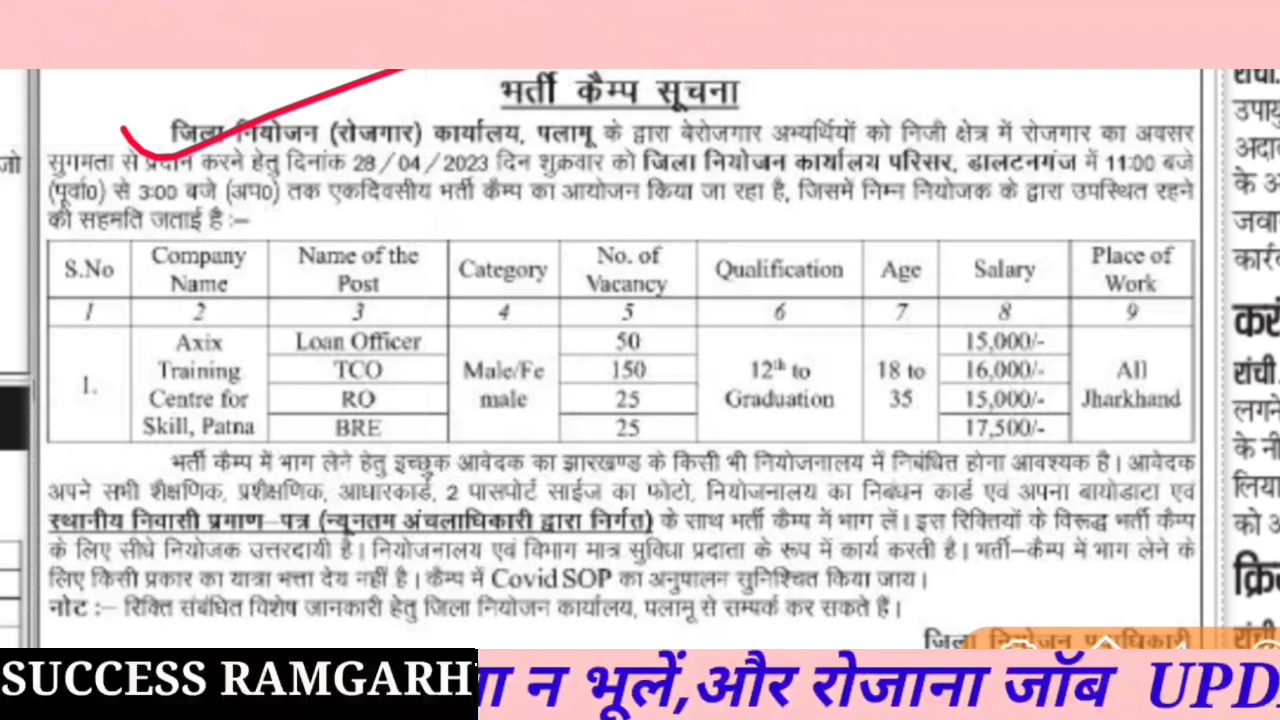 भर्ती कैम्प सूचना
जिला नियोजन (रोजगार) कार्यालय, पलामू के द्वारा बेरोजगार अभ्यर्थियों को निजी क्षेत्र में रोजगार का अवसर
सुगमता से प्रदान करने हेतु दिनांक 28/04/2023 दिन शुक्रवार को जिला नियोजन कार्यालय परिसर, डालटनगंज में 11:00 बजे
(पूर्वा0) से 3:00 बजे (अप0) तक एकदिवसीय भर्ती कैम्प का आयोजन किया जा रहा है, जिसमें निम्न नियोजक के द्वारा उपस्थित रहने
की सहमति जताई है :–
S.No Company Name Name of the Post Category No. of Vacancy Qualification Age Salary Place of Work
1 2 3 4 5 6 7 8 9
1. Axix Training Centre for Skill, Patna Loan Officer Male/Fe male 50 12th to Graduation 18 to 35 15,000/- All Jharkhand
TCO 150 16,000/-
RO 25 15,000/-
BRE 25 17,500/-
भर्ती कैम्प में भाग लेने हेतु इच्छुक आवेदक का झारखण्ड के किसी भी नियोजनालय में निबंधित होना आवश्यक है। आवेदक
अपने सभी शैक्षणिक, प्रशैक्षणिक, आधारकार्ड, 2 पासपोर्ट साईज का फोटो, नियोजनालय का निबंधन कार्ड एवं अपना बायोडाटा एवं
स्थानीय निवासी प्रमाण–पत्र (न्यूनतम अंचलाधिकारी द्वारा निर्गत) के साथ भर्ती कैम्प में भाग लें। इस रिक्तियों के विरूद्ध भर्ती कैम्प
के लिए सीधे नियोजक उत्तरदायी है। नियोजनालय एवं विभाग मात्र सुविधा प्रदाता के रूप में कार्य करती है। भर्ती–कैम्प में भाग लेने के
लिए किसी प्रकार का यात्रा भत्ता देय नहीं है। कैम्प में Covid SOP का अनुपालन सुनिश्चित किया जाय।
नोट :– रिक्ति संबंधित विशेष जानकारी हेतु जिला नियोजन कार्यालय, पलामू से सम्पर्क कर सकते हैं।
जिला नियोजन पदाधिकारी
जो
रांची.
के अ
जवा
रांची.
लगने
के नी
लिया
को अ
SUCCESS RAMGARH
न भूलें,और रोजाना जॉब UPD